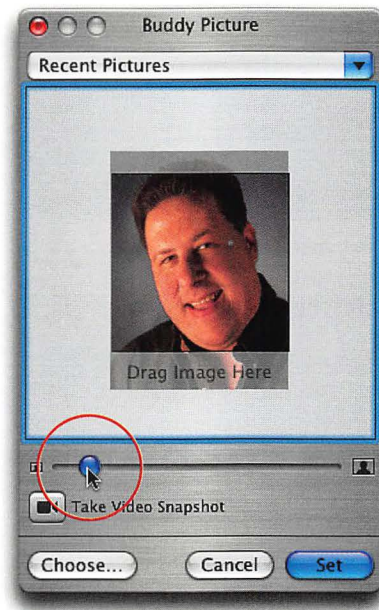 Buddy Picture
Recent Pictures
Drag Image Here
Take Video Snapshot
Choose...
Cancel
Set